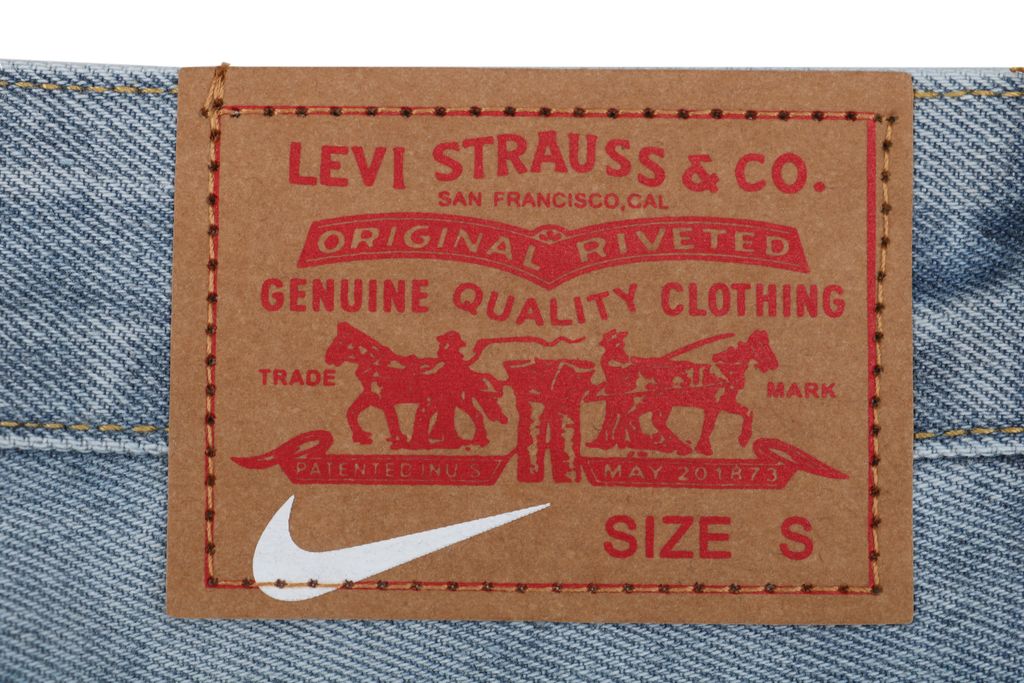 LEVI STRAUSS & CO.
SAN FRANCISCO,CAL
ORIGINAL RIVETED
GENUINE QUALITY CLOTHING
TRADE MARK
PATENTED IN U.S MAY 20 1873
SIZE S